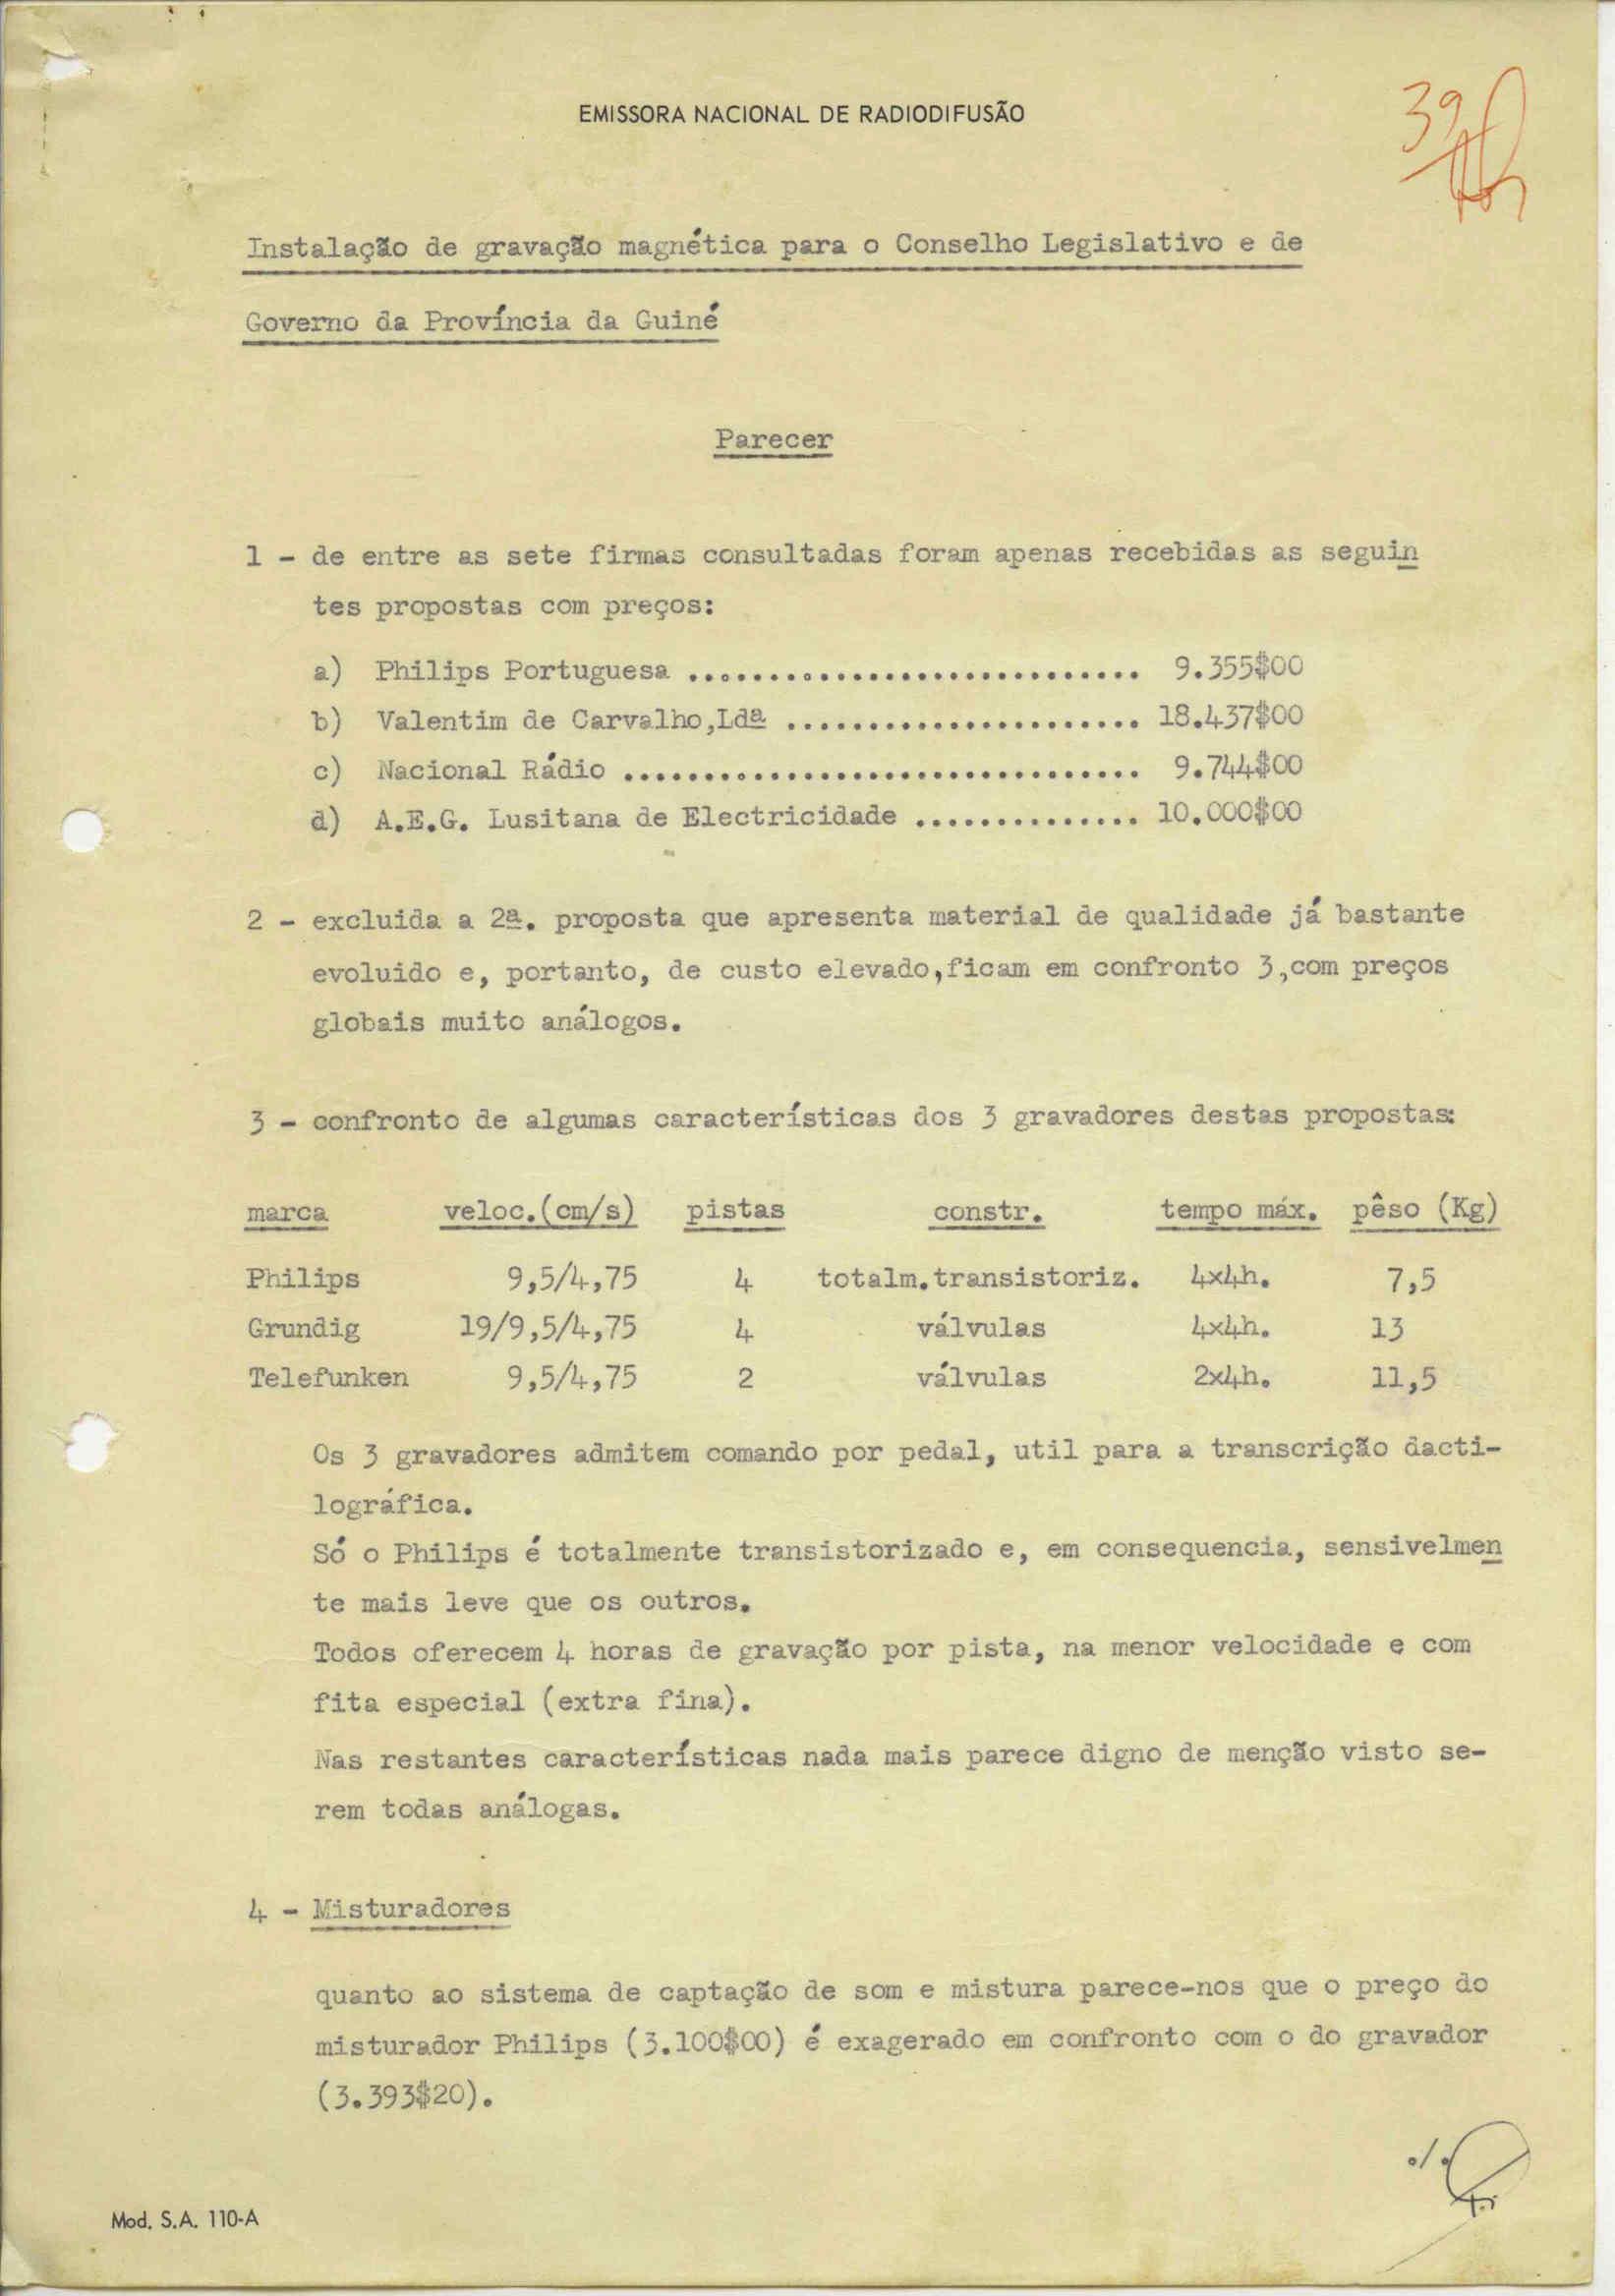 39
EMISSORA NACIONAL DE RADIODIFUSÃO
Instalação de gravação magnética para o Conselho Legislativo e de
Governo da Província da Guiné
Parecer
1 - de entre as sete firmas consultadas foram apenas recebidas as seguin
tes propostas com preços:
a) Philips Portuguesa ............................ 9.355$00
b) Valentim de Carvalho,Ldª ...................... 18.437$00
c) Nacional Rádio ................................ 9.744$00
d) A.E.G. Lusitana de Electricidade .............. 10.000$00
2 - excluida a 2ª. proposta que apresenta material de qualidade já bastante
evoluido e, portanto, de custo elevado,ficam em confronto 3,com preços
globais muito análogos.
3 - confronto de algumas características dos 3 gravadores destas propostas:
marca veloc.(cm/s) pistas constr. tempo máx. pêso (Kg)
Philips 9,5/4,75 4 totalm.transistoriz. 4x4h. 7,5
Grundig 19/9,5/4,75 4 válvulas 4x4h. 13
Telefunken 9,5/4,75 2 válvulas 2x4h. 11,5
Os 3 gravadores admitem comando por pedal, util para a transcrição dacti-
lográfica.
Só o Philips é totalmente transistorizado e, em consequencia, sensivelmen
te mais leve que os outros.
Todos oferecem 4 horas de gravação por pista, na menor velocidade e com
fita especial (extra fina).
Nas restantes características nada mais parece digno de menção visto se-
rem todas análogas.
4 - Misturadores
quanto ao sistema de captação de som e mistura parece-nos que o preço do
misturador Philips (3.100$00) é exagerado em confronto com o do gravador
(3.393$20).
./.
Mod. S.A. 110-A